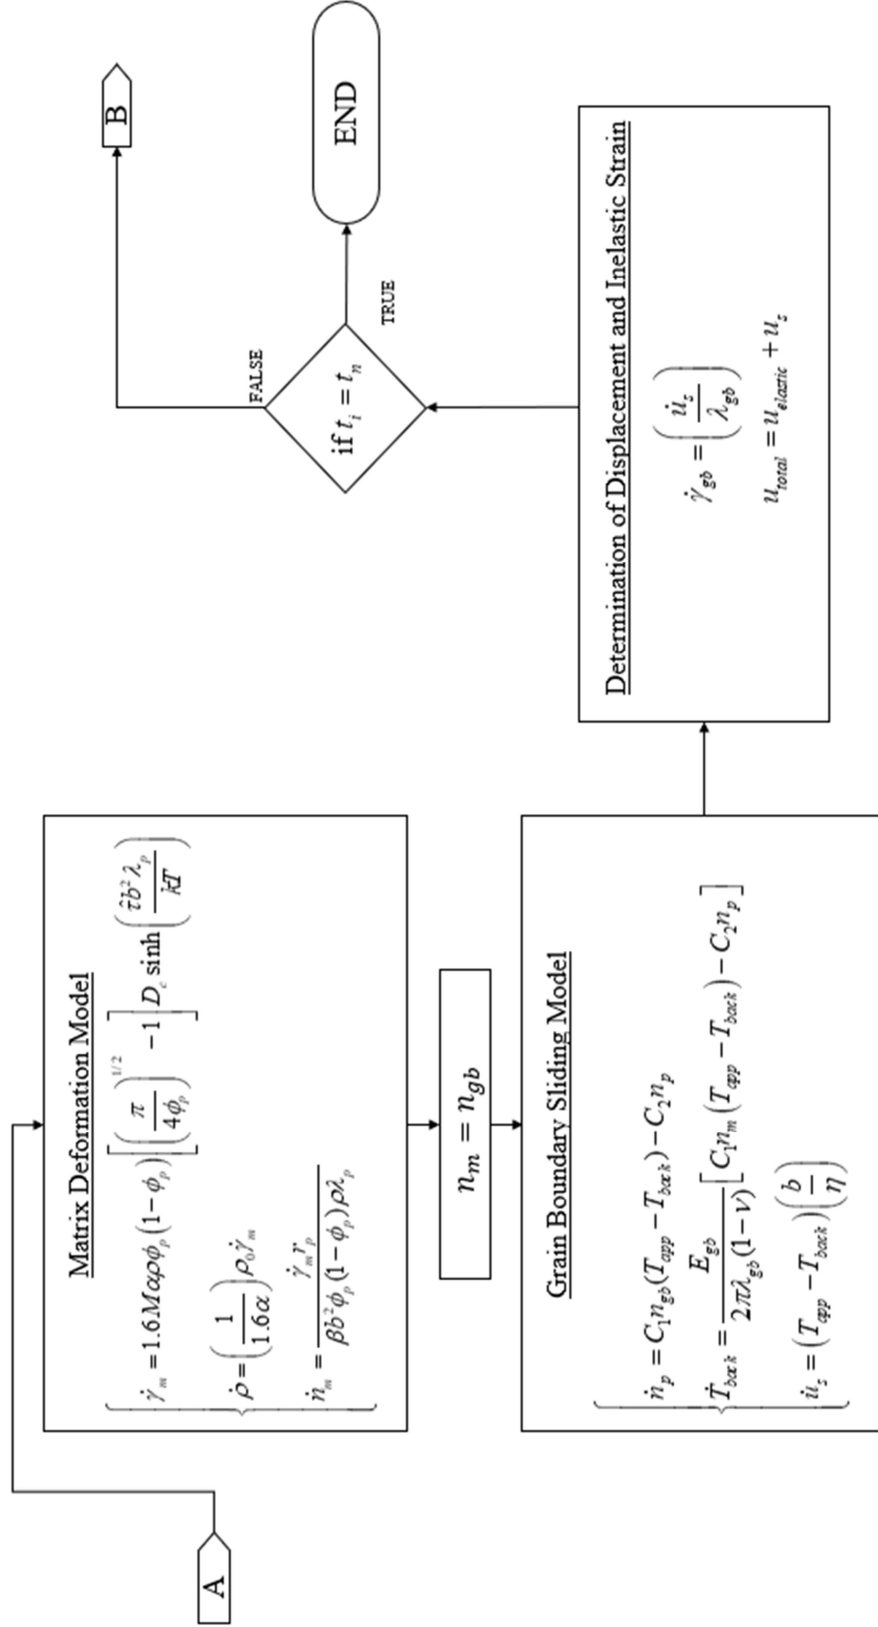 A
Matrix Deformation Model
γ̇_m = 1.6Mαρϕ_p(1−ϕ_p)[(π/4ϕ_p)^{1/2} −1]D_c sinh(τ̂b²λ_p/kT)
ρ̇ = (1/1.6α)ρ_0γ̇_m
ṅ_m = γ̇_m r_p/βb²ϕ_p(1−ϕ_p)ρλ_p
n_m = n_gb
Grain Boundary Sliding Model
ṅ_p = C_1n_gb(T_app − T_back) − C_2n_p
Ṫ_back = E_gb/2πλ_gb(1−ν)[C_1n_m(T_app − T_back) − C_2n_p]
u̇_s = (T_app − T_back)(b/η)
Determination of Displacement and Inelastic Strain
γ̇_gb = (u̇_s/λ_gb)
u_total = u_elastic + u_s
if t_i = t_n
FALSE
TRUE
B
END